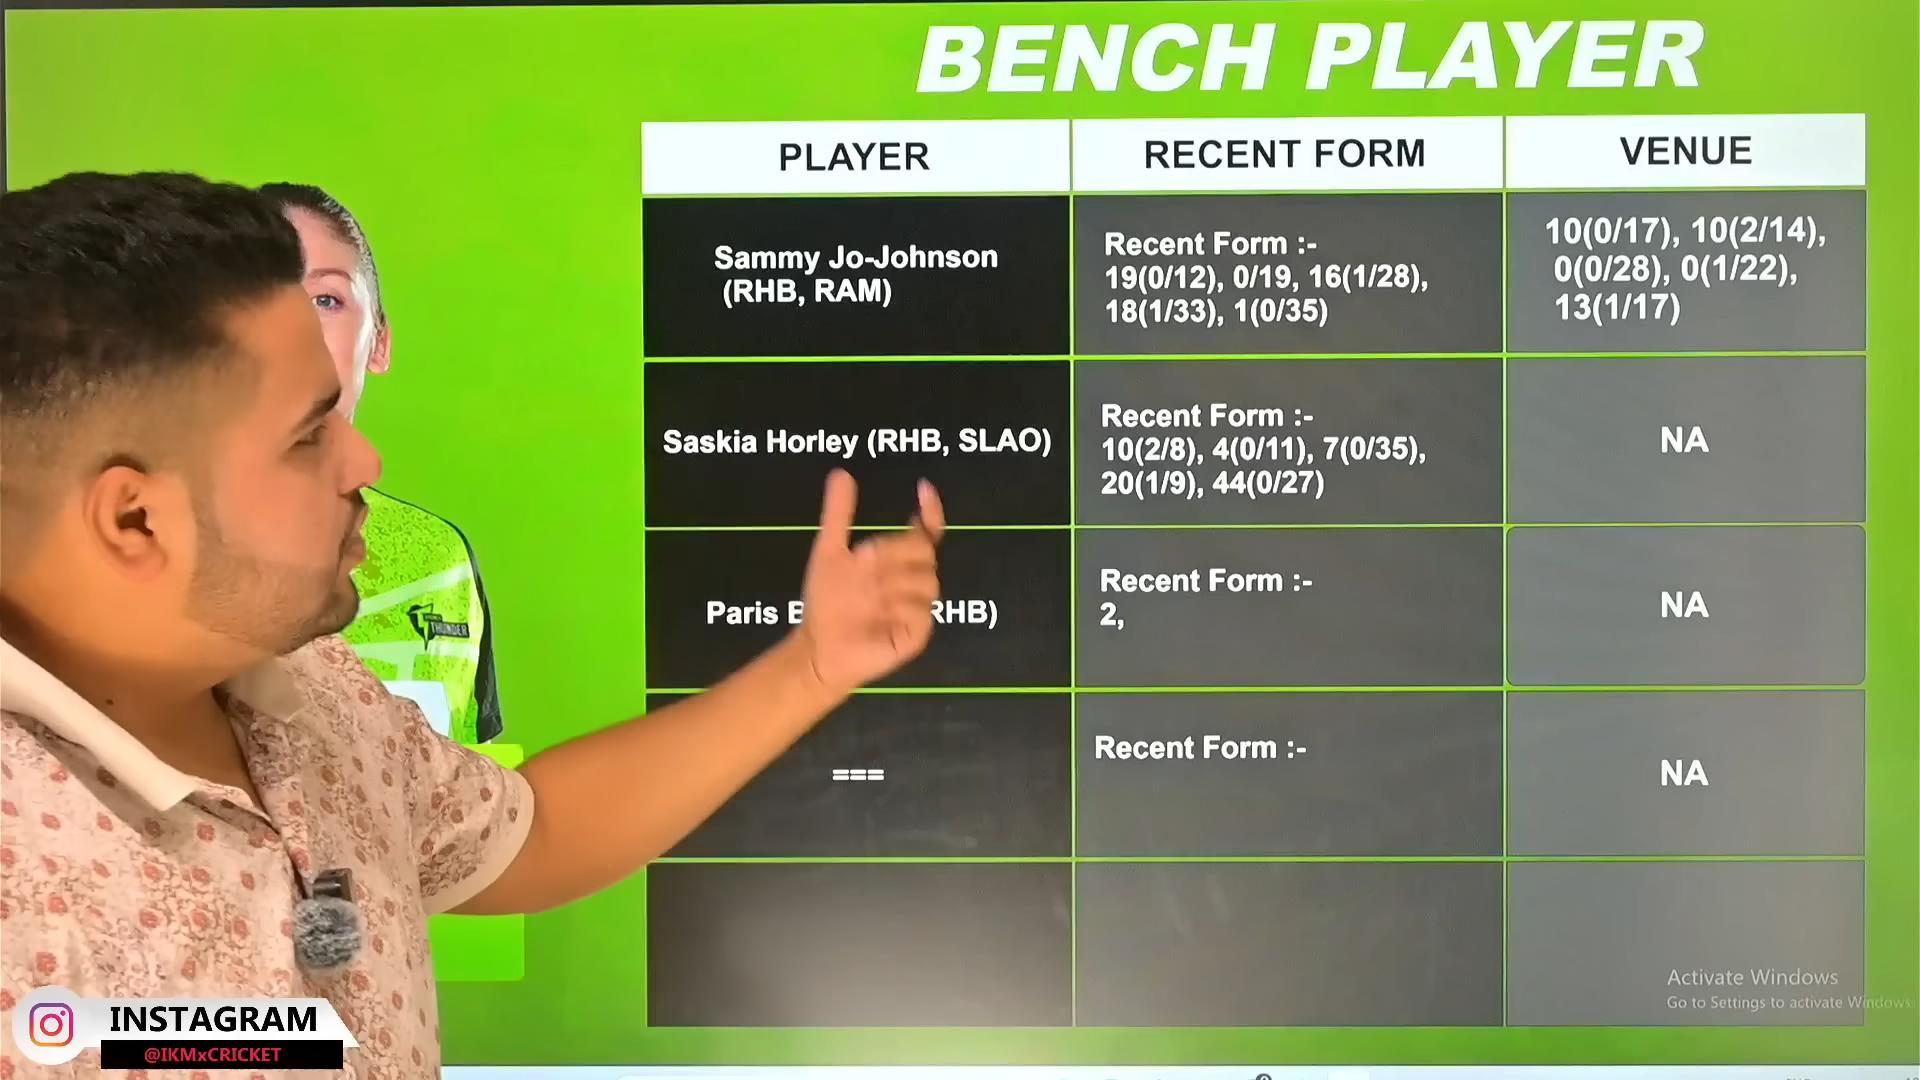 BENCH PLAYER
PLAYER
RECENT FORM
VENUE
Sammy Jo-Johnson
(RHB, RAM)
Recent Form :-
19(0/12), 0/19, 16(1/28),
18(1/33), 1(0/35)
10(0/17), 10(2/14),
0(0/28), 0(1/22),
13(1/17)
Saskia Horley (RHB, SLAO)
Recent Form :-
10(2/8), 4(0/11), 7(0/35),
20(1/9), 44(0/27)
NA
Paris RHB)
Recent Form :-
2,
NA
===
Recent Form :-
NA
THUNDER
Activate Windows
Go to Settings to activate Windows.
INSTAGRAM
@IKMxCRICKET